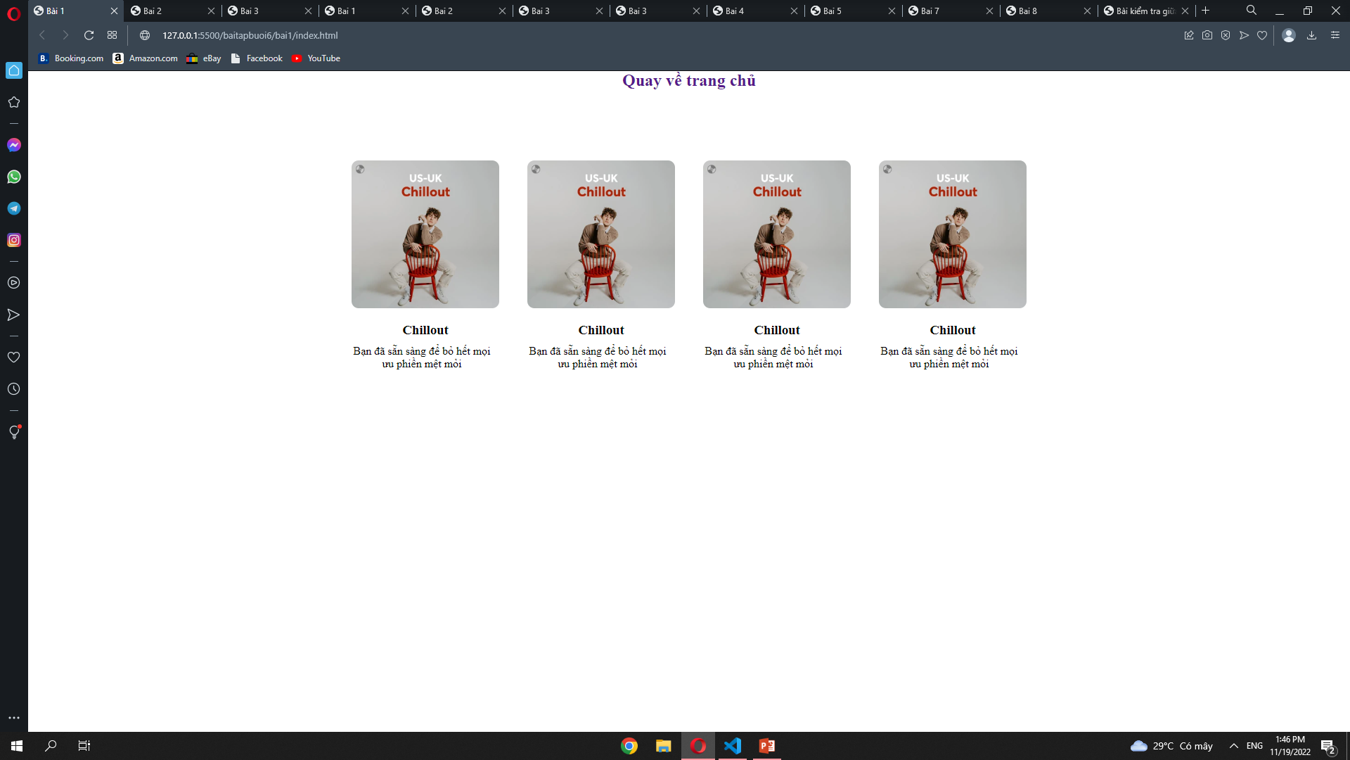 Bài 1
Bai 2
Bai 3
Bai 1
Bai 2
Bai 3
Bai 3
Bai 4
Bai 5
Bai 7
Bai 8
Bài kiểm tra giữ
127.0.0.1:5500/baitapbuoi6/bai1/index.html
Booking.com
Amazon.com
eBay
Facebook
YouTube
Quay về trang chủ
US-UK
Chillout
US-UK
Chillout
US-UK
Chillout
US-UK
Chillout
Chillout
Bạn đã sẵn sàng để bỏ hết mọi
ưu phiền mệt mỏi
Chillout
Bạn đã sẵn sàng để bỏ hết mọi
ưu phiền mệt mỏi
Chillout
Bạn đã sẵn sàng để bỏ hết mọi
ưu phiền mệt mỏi
Chillout
Bạn đã sẵn sàng để bỏ hết mọi
ưu phiền mệt mỏi
29°C Có mây
ENG
1:46 PM
11/19/2022
2